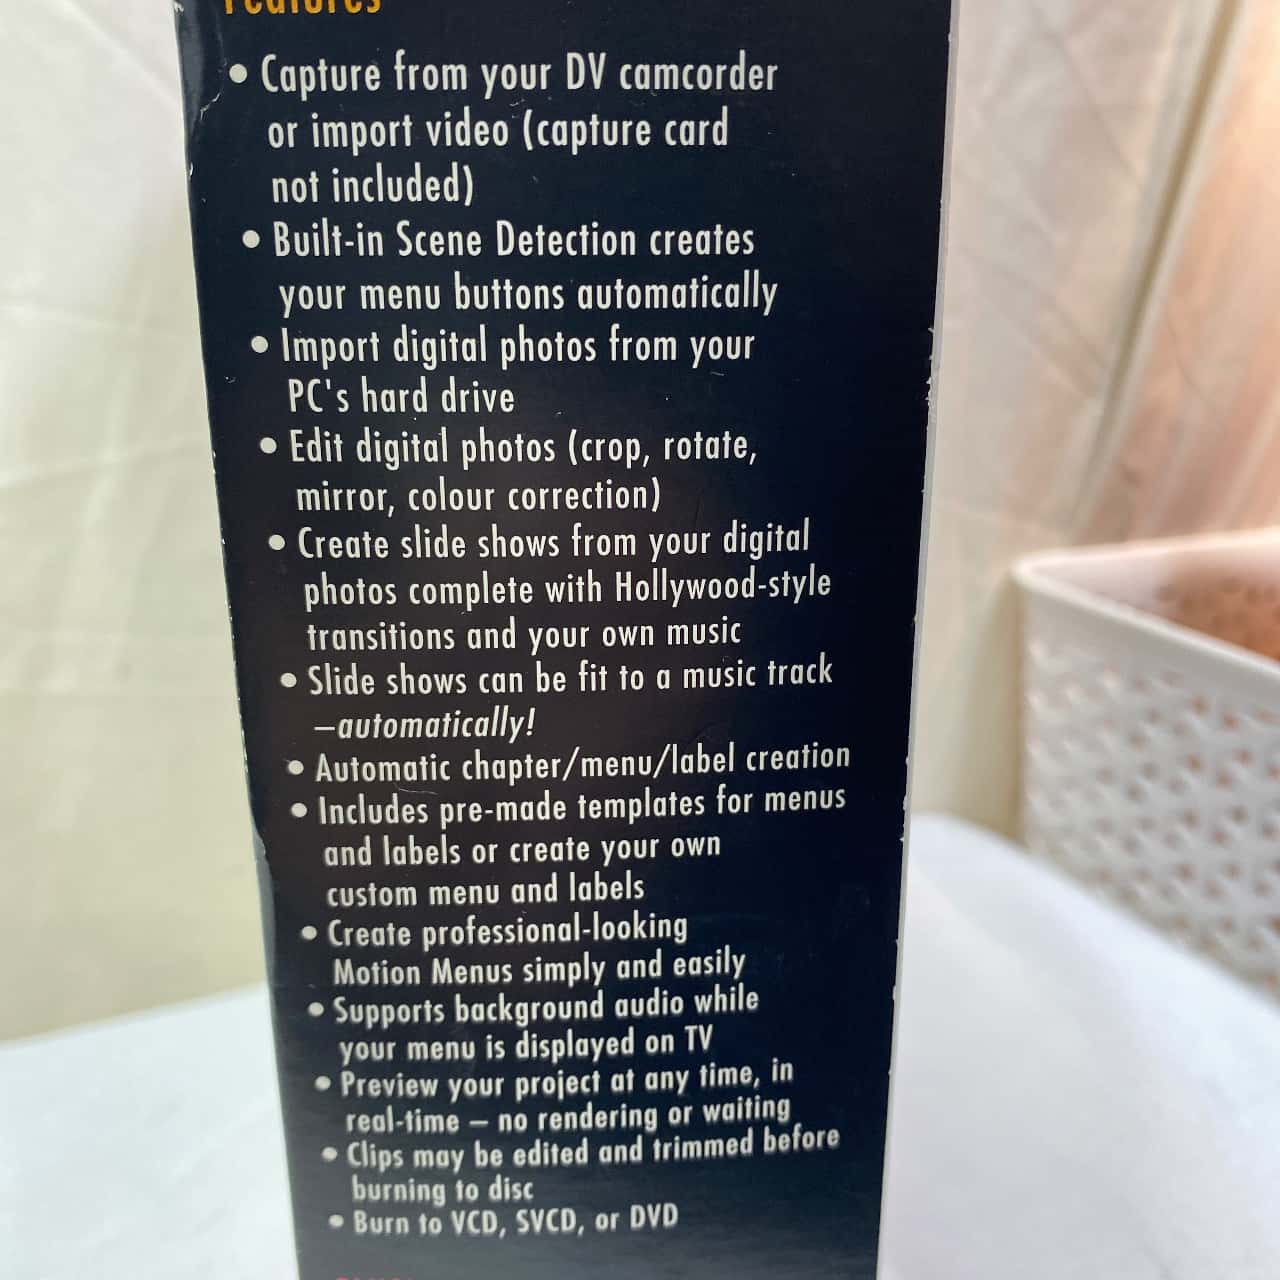 Features
• Capture from your DV camcorder
or import video (capture card
not included)
• Built-in Scene Detection creates
your menu buttons automatically
• Import digital photos from your
PC's hard drive
• Edit digital photos (crop, rotate,
mirror, colour correction)
• Create slide shows from your digital
photos complete with Hollywood-style
transitions and your own music
• Slide shows can be fit to a music track
–automatically!
• Automatic chapter/menu/label creation
• Includes pre-made templates for menus
and labels or create your own
custom menu and labels
• Create professional-looking
Motion Menus simply and easily
• Supports background audio while
your menu is displayed on TV
• Preview your project at any time, in
real-time – no rendering or waiting
• Clips may be edited and trimmed before
burning to disc
• Burn to VCD, SVCD, or DVD